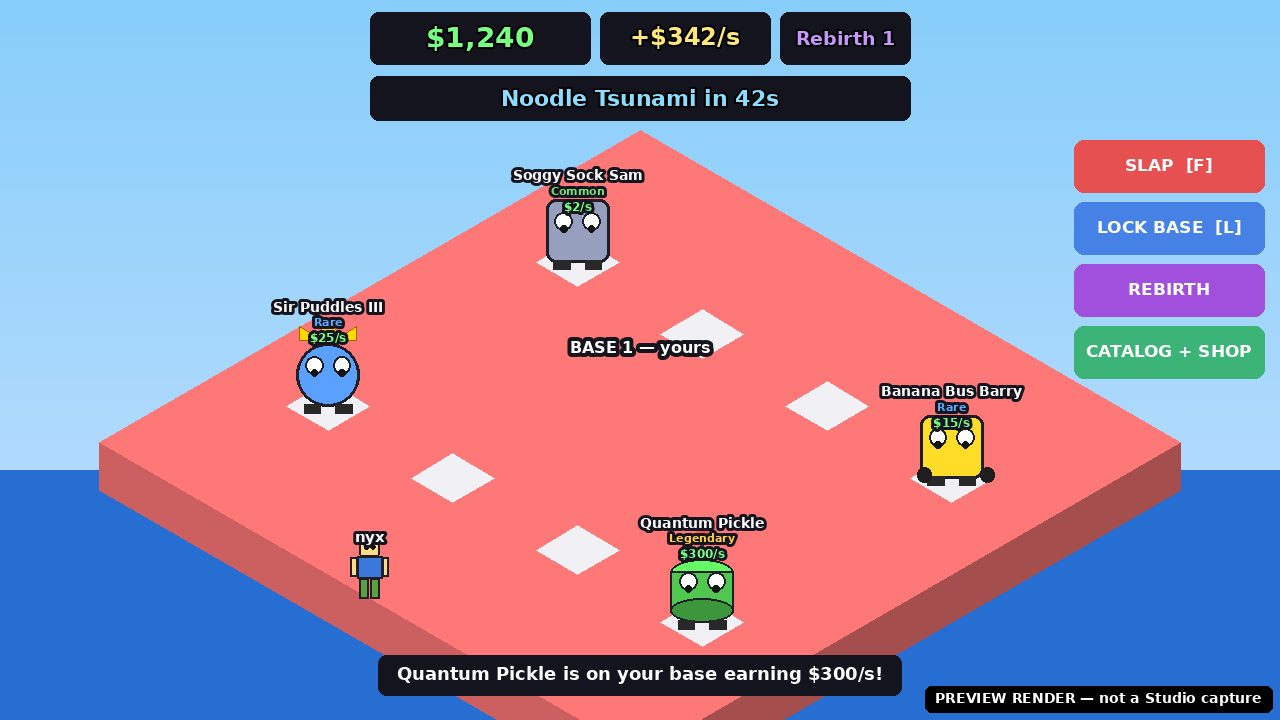 $1,240
+$342/s
Rebirth 1
Noodle Tsunami in 42s
SLAP [F]
LOCK BASE [L]
REBIRTH
CATALOG + SHOP
Soggy Sock Sam
Common
$2/s
Sir Puddles III
Rare
$25/s
BASE 1 — yours
Banana Bus Barry
Rare
$15/s
Quantum Pickle
Legendary
$300/s
nyx
Quantum Pickle is on your base earning $300/s!
PREVIEW RENDER — not a Studio capture